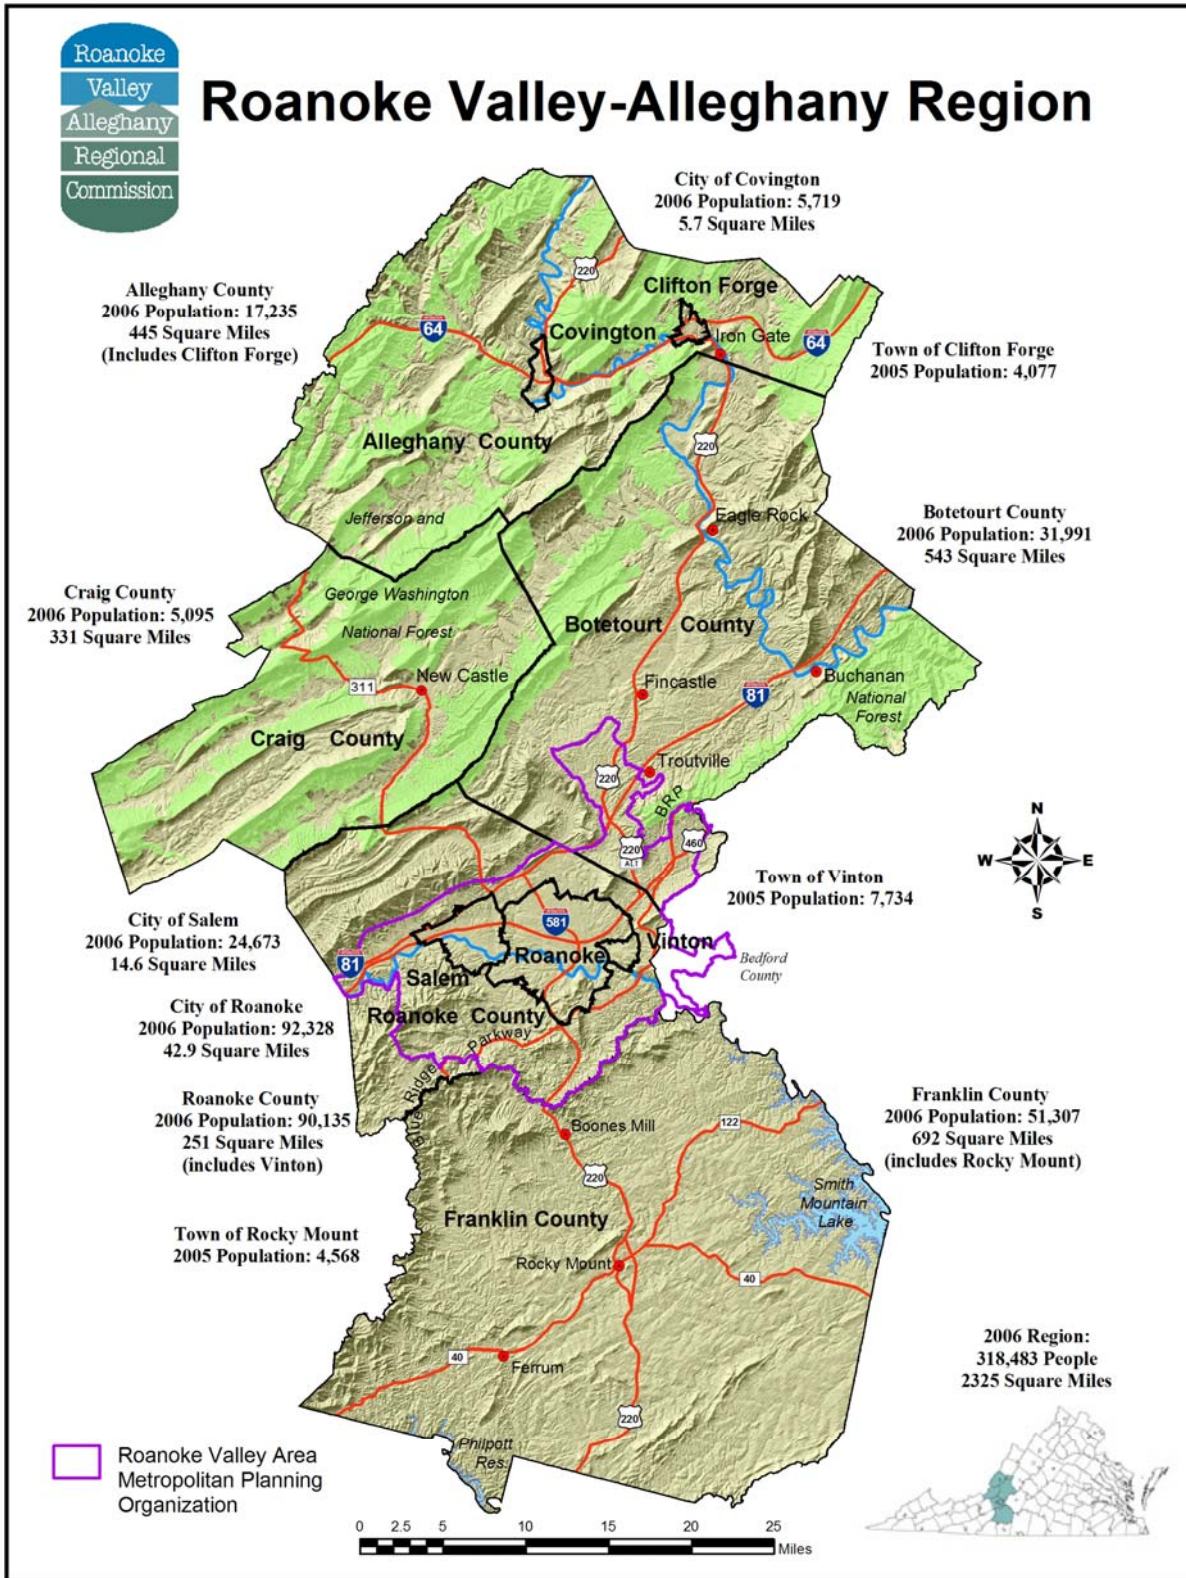 Roanoke
Valley
Alleghany
Regional
Commission
Roanoke Valley-Alleghany Region
City of Covington
2006 Population: 5,719
5.7 Square Miles
Alleghany County
2006 Population: 17,235
445 Square Miles
(Includes Clifton Forge)
220
Clifton Forge
64
Covington
Iron Gate
64
Town of Clifton Forge
2005 Population: 4,077
Alleghany County
220
Jefferson and
Eagle Rock
Botetourt County
2006 Population: 31,991
543 Square Miles
Craig County
2006 Population: 5,095
331 Square Miles
George Washington
National Forest
Botetourt County
311
New Castle
Fincastle
81
Buchanan
National
Forest
Craig County
220
Troutville
BRP
220
ALT
460
N
W
E
S
Town of Vinton
2005 Population: 7,734
City of Salem
2006 Population: 24,673
14.6 Square Miles
581
81
Salem
Roanoke
Vinton
Bedford
County
City of Roanoke
2006 Population: 92,328
42.9 Square Miles
Roanoke County
Blue Ridge Parkway
Roanoke County
2006 Population: 90,135
251 Square Miles
(includes Vinton)
Franklin County
2006 Population: 51,307
692 Square Miles
(includes Rocky Mount)
Boones Mill
122
220
Smith
Mountain
Lake
Franklin County
Town of Rocky Mount
2005 Population: 4,568
Rocky Mount
40
40
Ferrum
220
2006 Region:
318,483 People
2325 Square Miles
Philpott
Res.
Roanoke Valley Area
Metropolitan Planning
Organization
0 2.5 5 10 15 20 25
Miles